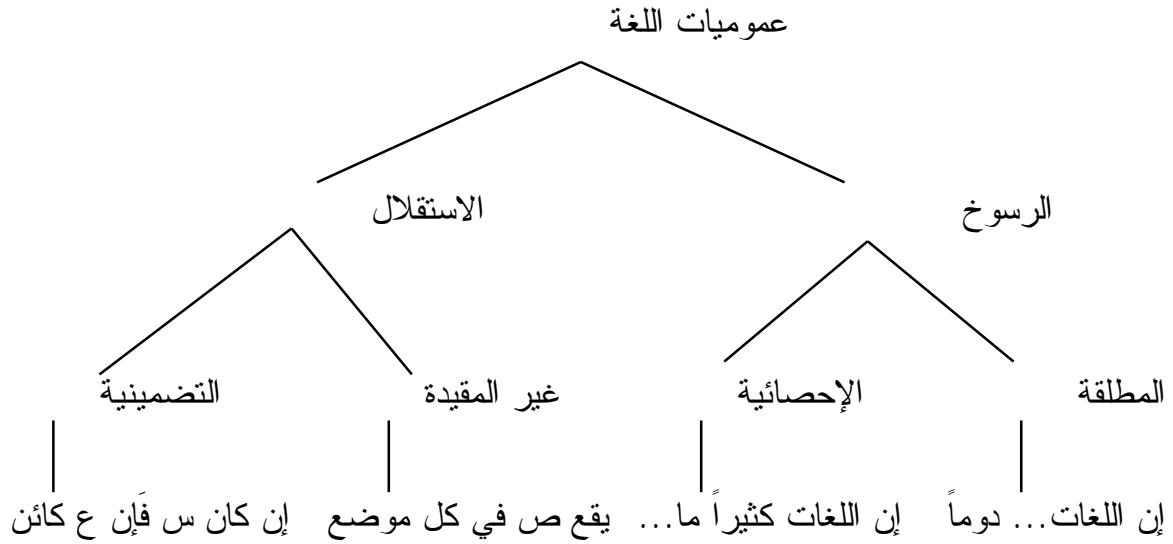 عموميات اللغة
الرسوخ الاستقلال
المطلقة الإحصائية غير المقيدة التضمينية
إن اللغات... دوماً إن اللغات كثيراً ما... يقع ص في كل موضع إن كان س فَإن ع كائن